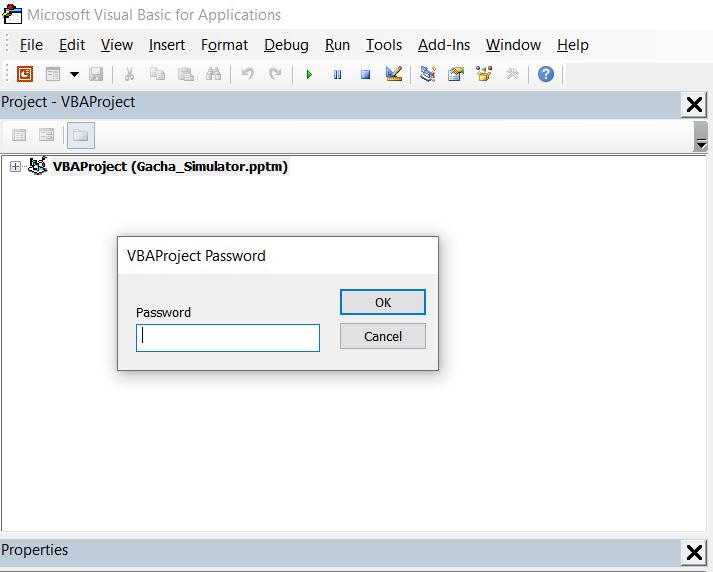 Microsoft Visual Basic for Applications
File Edit View Insert Format Debug Run Tools Add-Ins Window Help
Project - VBAProject
VBAProject (Gacha_Simulator.pptm)
VBAProject Password
OK
Password
Cancel
Properties